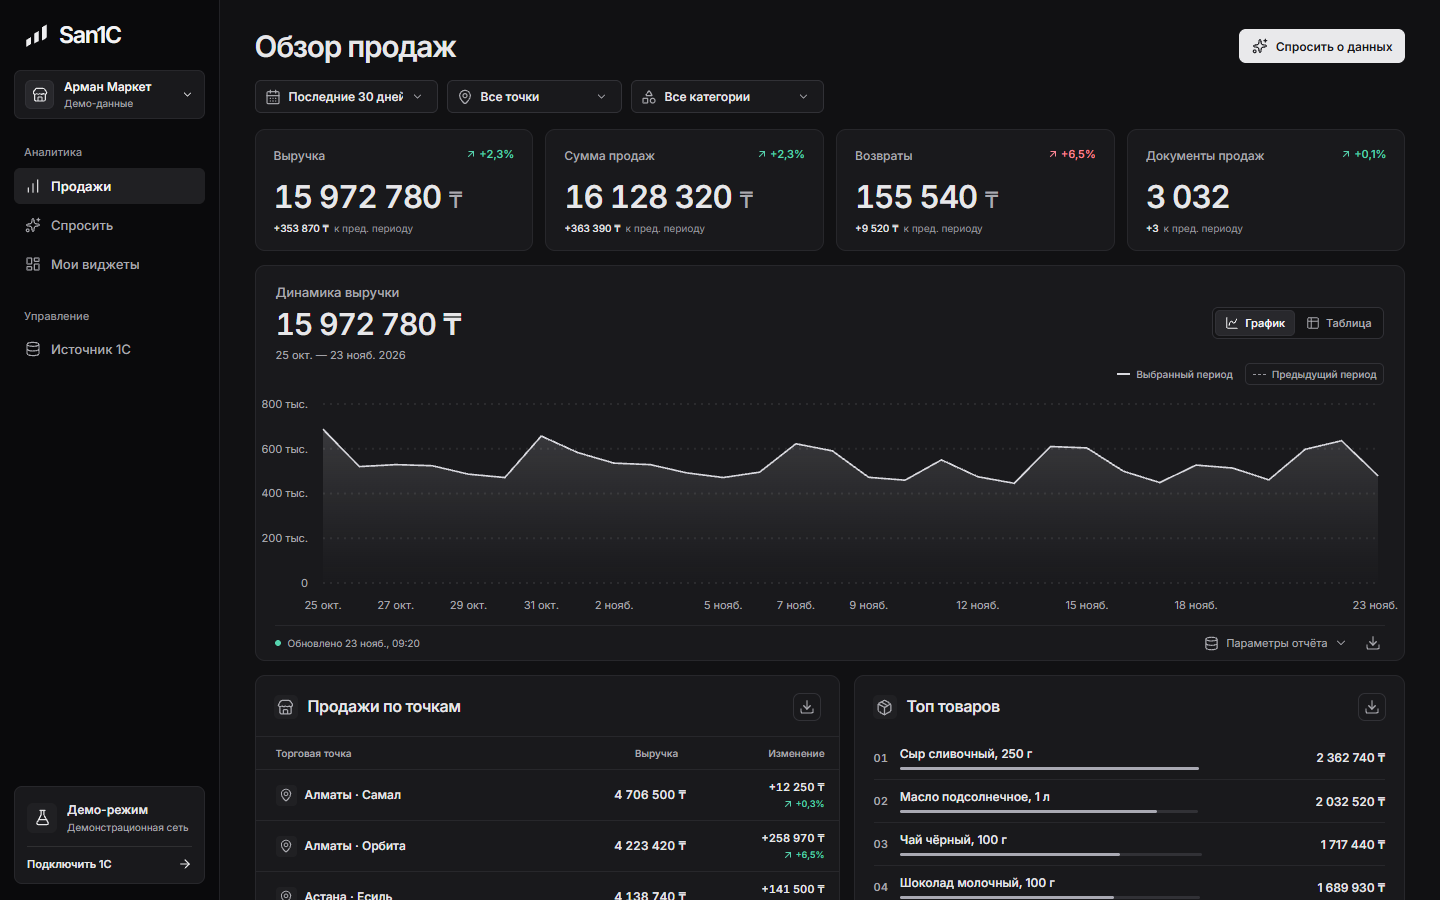 San1C
Арман Маркет
Демо-данные
Аналитика
Продажи
Спросить
Мои виджеты
Управление
Источник 1С
Демо-режим
Демонстрационная сеть
Подключить 1С
Обзор продаж
Спросить о данных
Последние 30 дней
Все точки
Все категории
Выручка
+2,3%
15 972 780 ₸
+353 870 ₸ к пред. периоду
Сумма продаж
+2,3%
16 128 320 ₸
+363 390 ₸ к пред. периоду
Возвраты
+6,5%
155 540 ₸
+9 520 ₸ к пред. периоду
Документы продаж
+0,1%
3 032
+3 к пред. периоду
Динамика выручки
15 972 780 ₸
25 окт. — 23 нояб. 2026
График
Таблица
Выбранный период
Предыдущий период
800 тыс.
600 тыс.
400 тыс.
200 тыс.
0
25 окт.
27 окт.
29 окт.
31 окт.
2 нояб.
5 нояб.
7 нояб.
9 нояб.
12 нояб.
15 нояб.
18 нояб.
23 нояб.
Обновлено 23 нояб., 09:20
Параметры отчёта
Продажи по точкам
Торговая точка
Выручка
Изменение
Алматы · Самал
4 706 500 ₸
+12 250 ₸
+0,3%
Алматы · Орбита
4 223 420 ₸
+258 970 ₸
+6,5%
Астана · Есиль
4 138 740 ₸
+141 500 ₸
Топ товаров
01
Сыр сливочный, 250 г
2 362 740 ₸
02
Масло подсолнечное, 1 л
2 032 520 ₸
03
Чай чёрный, 100 г
1 717 440 ₸
04
Шоколад молочный, 100 г
1 689 930 ₸